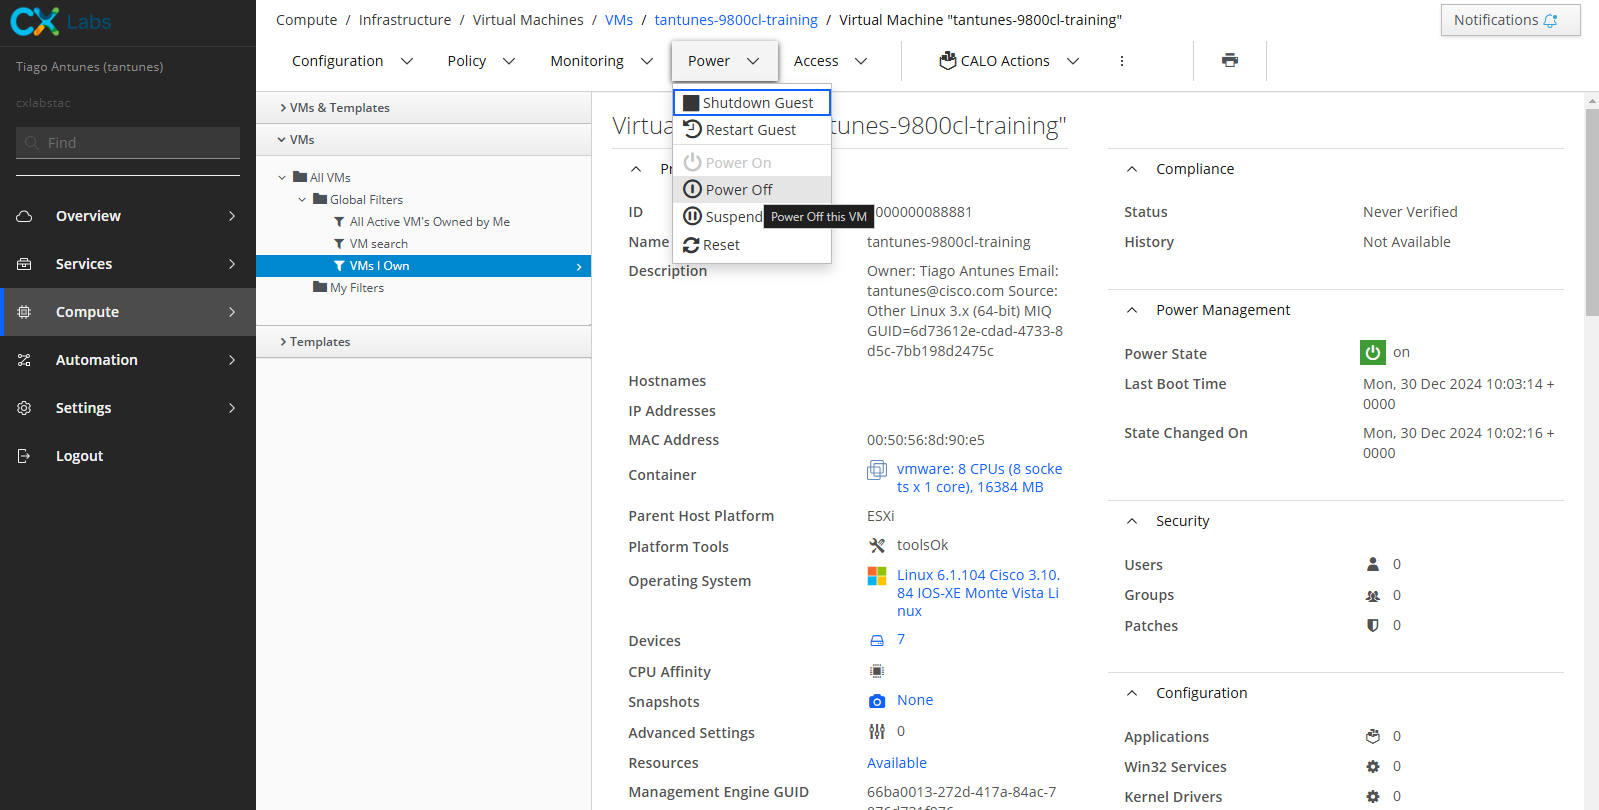 CX Labs
Tiago Antunes (tantunes)
cxlabstac
Find
Overview
Services
Compute
Automation
Settings
Logout
Compute / Infrastructure / Virtual Machines / VMs / tantunes-9800cl-training / Virtual Machine "tantunes-9800cl-training"
Notifications
Configuration Policy Monitoring Power Access CALO Actions
Shutdown Guest
Restart Guest
Power On
Power Off
Suspend
Power Off this VM
Reset
VMs & Templates
VMs
All VMs
Global Filters
All Active VM's Owned by Me
VM search
VMs I Own
My Filters
Templates
Virtua tunes-9800cl-training"
ID 000000088881
Name tantunes-9800cl-training
Description Owner: Tiago Antunes Email:
tantunes@cisco.com Source:
Other Linux 3.x (64-bit) MIQ
GUID=6d73612e-cdad-4733-8
d5c-7bb198d2475c
Hostnames
IP Addresses
MAC Address 00:50:56:8d:90:e5
Container vmware: 8 CPUs (8 socke
ts x 1 core), 16384 MB
Parent Host Platform ESXi
Platform Tools toolsOk
Operating System Linux 6.1.104 Cisco 3.10.
84 IOS-XE Monte Vista Li
nux
Devices 7
CPU Affinity
Snapshots None
Advanced Settings 0
Resources Available
Management Engine GUID 66ba0013-272d-417a-84ac-7
Compliance
Status Never Verified
History Not Available
Power Management
Power State on
Last Boot Time Mon, 30 Dec 2024 10:03:14 +
0000
State Changed On Mon, 30 Dec 2024 10:02:16 +
0000
Security
Users 0
Groups 0
Patches 0
Configuration
Applications 0
Win32 Services 0
Kernel Drivers 0